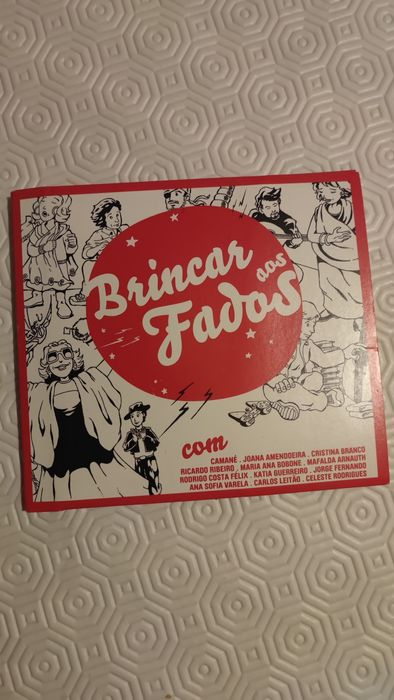 Brincar
aos
Fados
com
CAMANÉ . JOANA AMENDOEIRA . CRISTINA BRANCO
RICARDO RIBEIRO . MARIA ANA BOBONE . MAFALDA ARNAUTH
RODRIGO COSTA FÉLIX . KATIA GUERREIRO . JORGE FERNANDO
ANA SOFIA VARELA . CARLOS LEITÃO . CELESTE RODRIGUES